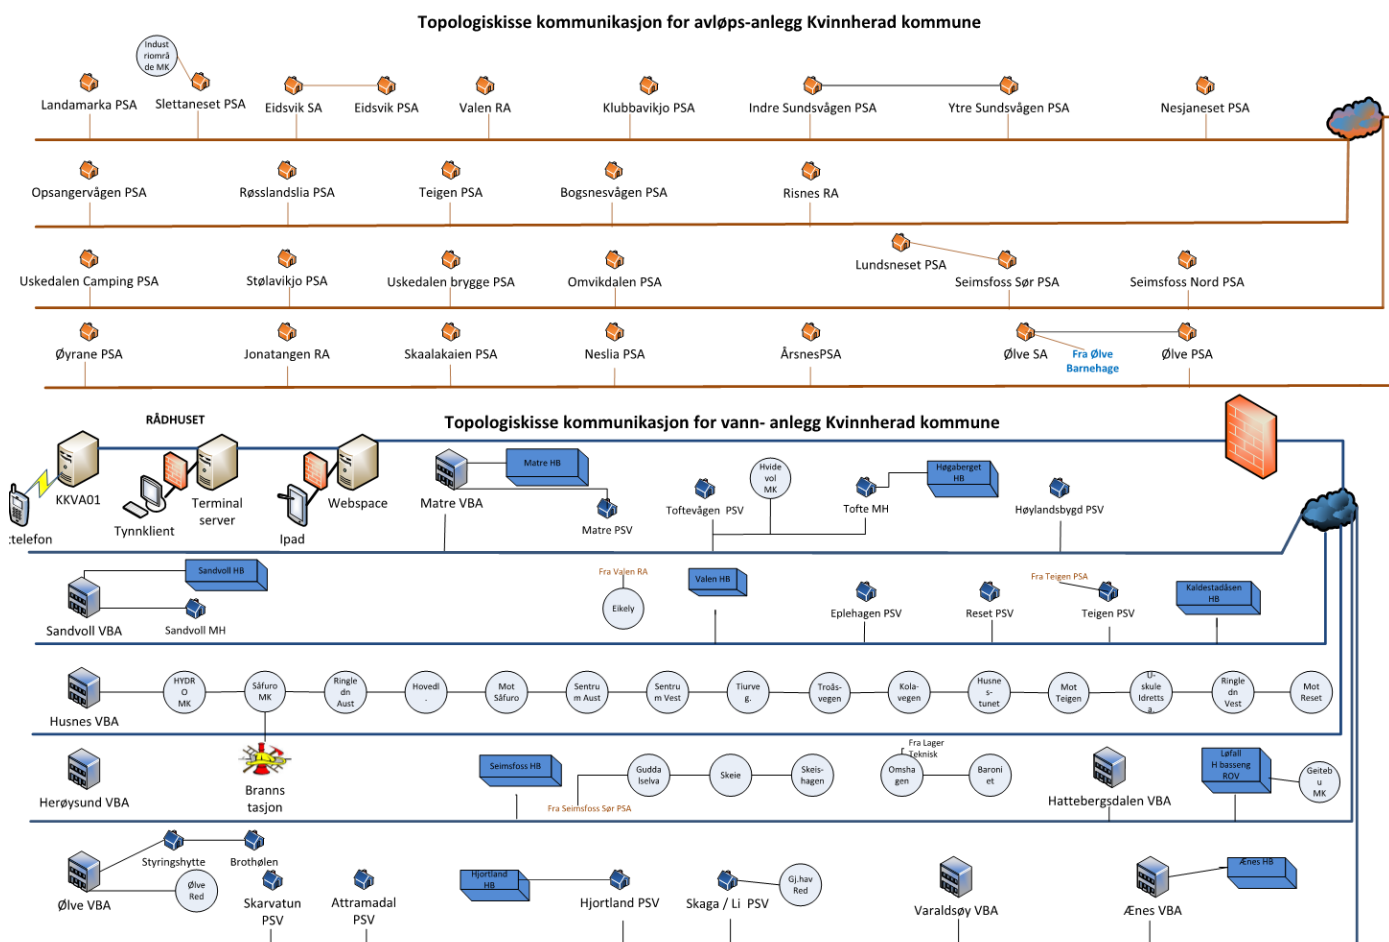 Topologiskisse kommunikasjon for avløps-anlegg Kvinnherad kommune
Indust
riområ
de MK
Landamarka PSA
Slettaneset PSA
Eidsvik SA
Eidsvik PSA
Valen RA
Klubbavikjo PSA
Indre Sundsvågen PSA
Ytre Sundsvågen PSA
Nesjaneset PSA
Opsangervågen PSA
Røsslandslia PSA
Teigen PSA
Bogsnesvågen PSA
Risnes RA
Lundsneset PSA
Uskedalen Camping PSA
Stølavikjo PSA
Uskedalen brygge PSA
Omvikdalen PSA
Seimsfoss Sør PSA
Seimsfoss Nord PSA
Øyrane PSA
Jonatangen RA
Skaalakaien PSA
Neslia PSA
ÅrsnesPSA
Ølve SA
Fra Ølve
Barnehage
Ølve PSA
RÅDHUSET
Topologiskisse kommunikasjon for vann- anlegg Kvinnherad kommune
KKVA01
:telefon
Tynnklient
Terminal
server
Ipad
Webspace
Matre VBA
Matre HB
Matre PSV
Toftevågen PSV
Hvide
vol
MK
Tofte MH
Høgaberget
HB
Høylandsbygd PSV
Sandvoll VBA
Sandvoll HB
Sandvoll MH
Fra Valen RA
Eikely
Valen HB
Eplehagen PSV
Reset PSV
Fra Teigen PSA
Teigen PSV
Kaldestadåsen
HB
Husnes VBA
HYDR
O
MK
Såfuro
MK
Ringle
dn
Aust
Hovedl
.
Mot
Såfuro
Sentru
m Aust
Sentru
m Vest
Tiurve
g.
Troås-
vegen
Kola-
vegen
Husne
s-
tunet
Mot
Teigen
U-
skule
Idretts
a
Ringle
dn
Vest
Mot
Reset
Herøysund VBA
Branns
tasjon
Seimsfoss HB
Fra Seimsfoss Sør PSA
Gudda
lselva
Skeie
Skeis-
hagen
Fra Lager
Teknisk
Omsha
gen
Baroni
et
Hattebergsdalen VBA
Løfall
H basseng
ROV
Geiteb
u
MK
Ølve VBA
Styringshytte
Brothølen
Ølve
Red
Skarvatun
PSV
Attramadal
PSV
Hjortland
HB
Hjortland PSV
Skaga / Li PSV
Gj.hav
Red
Varaldsøy VBA
Ænes VBA
Ænes HB